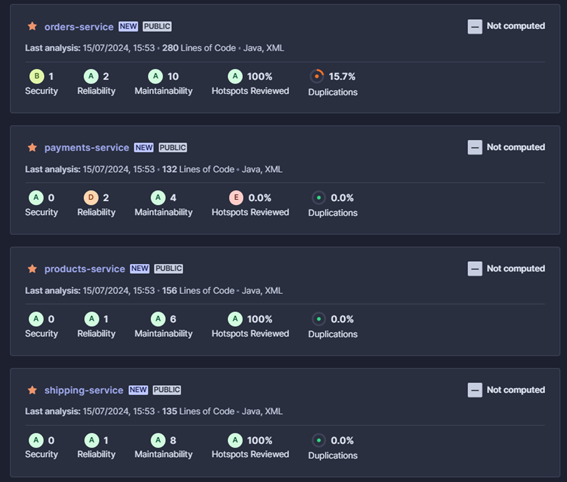 orders-service NEW PUBLIC Not computed
Last analysis: 15/07/2024, 15:53 · 280 Lines of Code · Java, XML
B 1 A 2 A 10 A 100% 15.7%
Security Reliability Maintainability Hotspots Reviewed Duplications
payments-service NEW PUBLIC Not computed
Last analysis: 15/07/2024, 15:53 · 132 Lines of Code · Java, XML
A 0 D 2 A 4 E 0.0% 0.0%
Security Reliability Maintainability Hotspots Reviewed Duplications
products-service NEW PUBLIC Not computed
Last analysis: 15/07/2024, 15:53 · 156 Lines of Code · Java, XML
A 0 A 1 A 6 A 100% 0.0%
Security Reliability Maintainability Hotspots Reviewed Duplications
shipping-service NEW PUBLIC Not computed
Last analysis: 15/07/2024, 15:53 · 135 Lines of Code · Java, XML
A 0 A 1 A 8 A 100% 0.0%
Security Reliability Maintainability Hotspots Reviewed Duplications